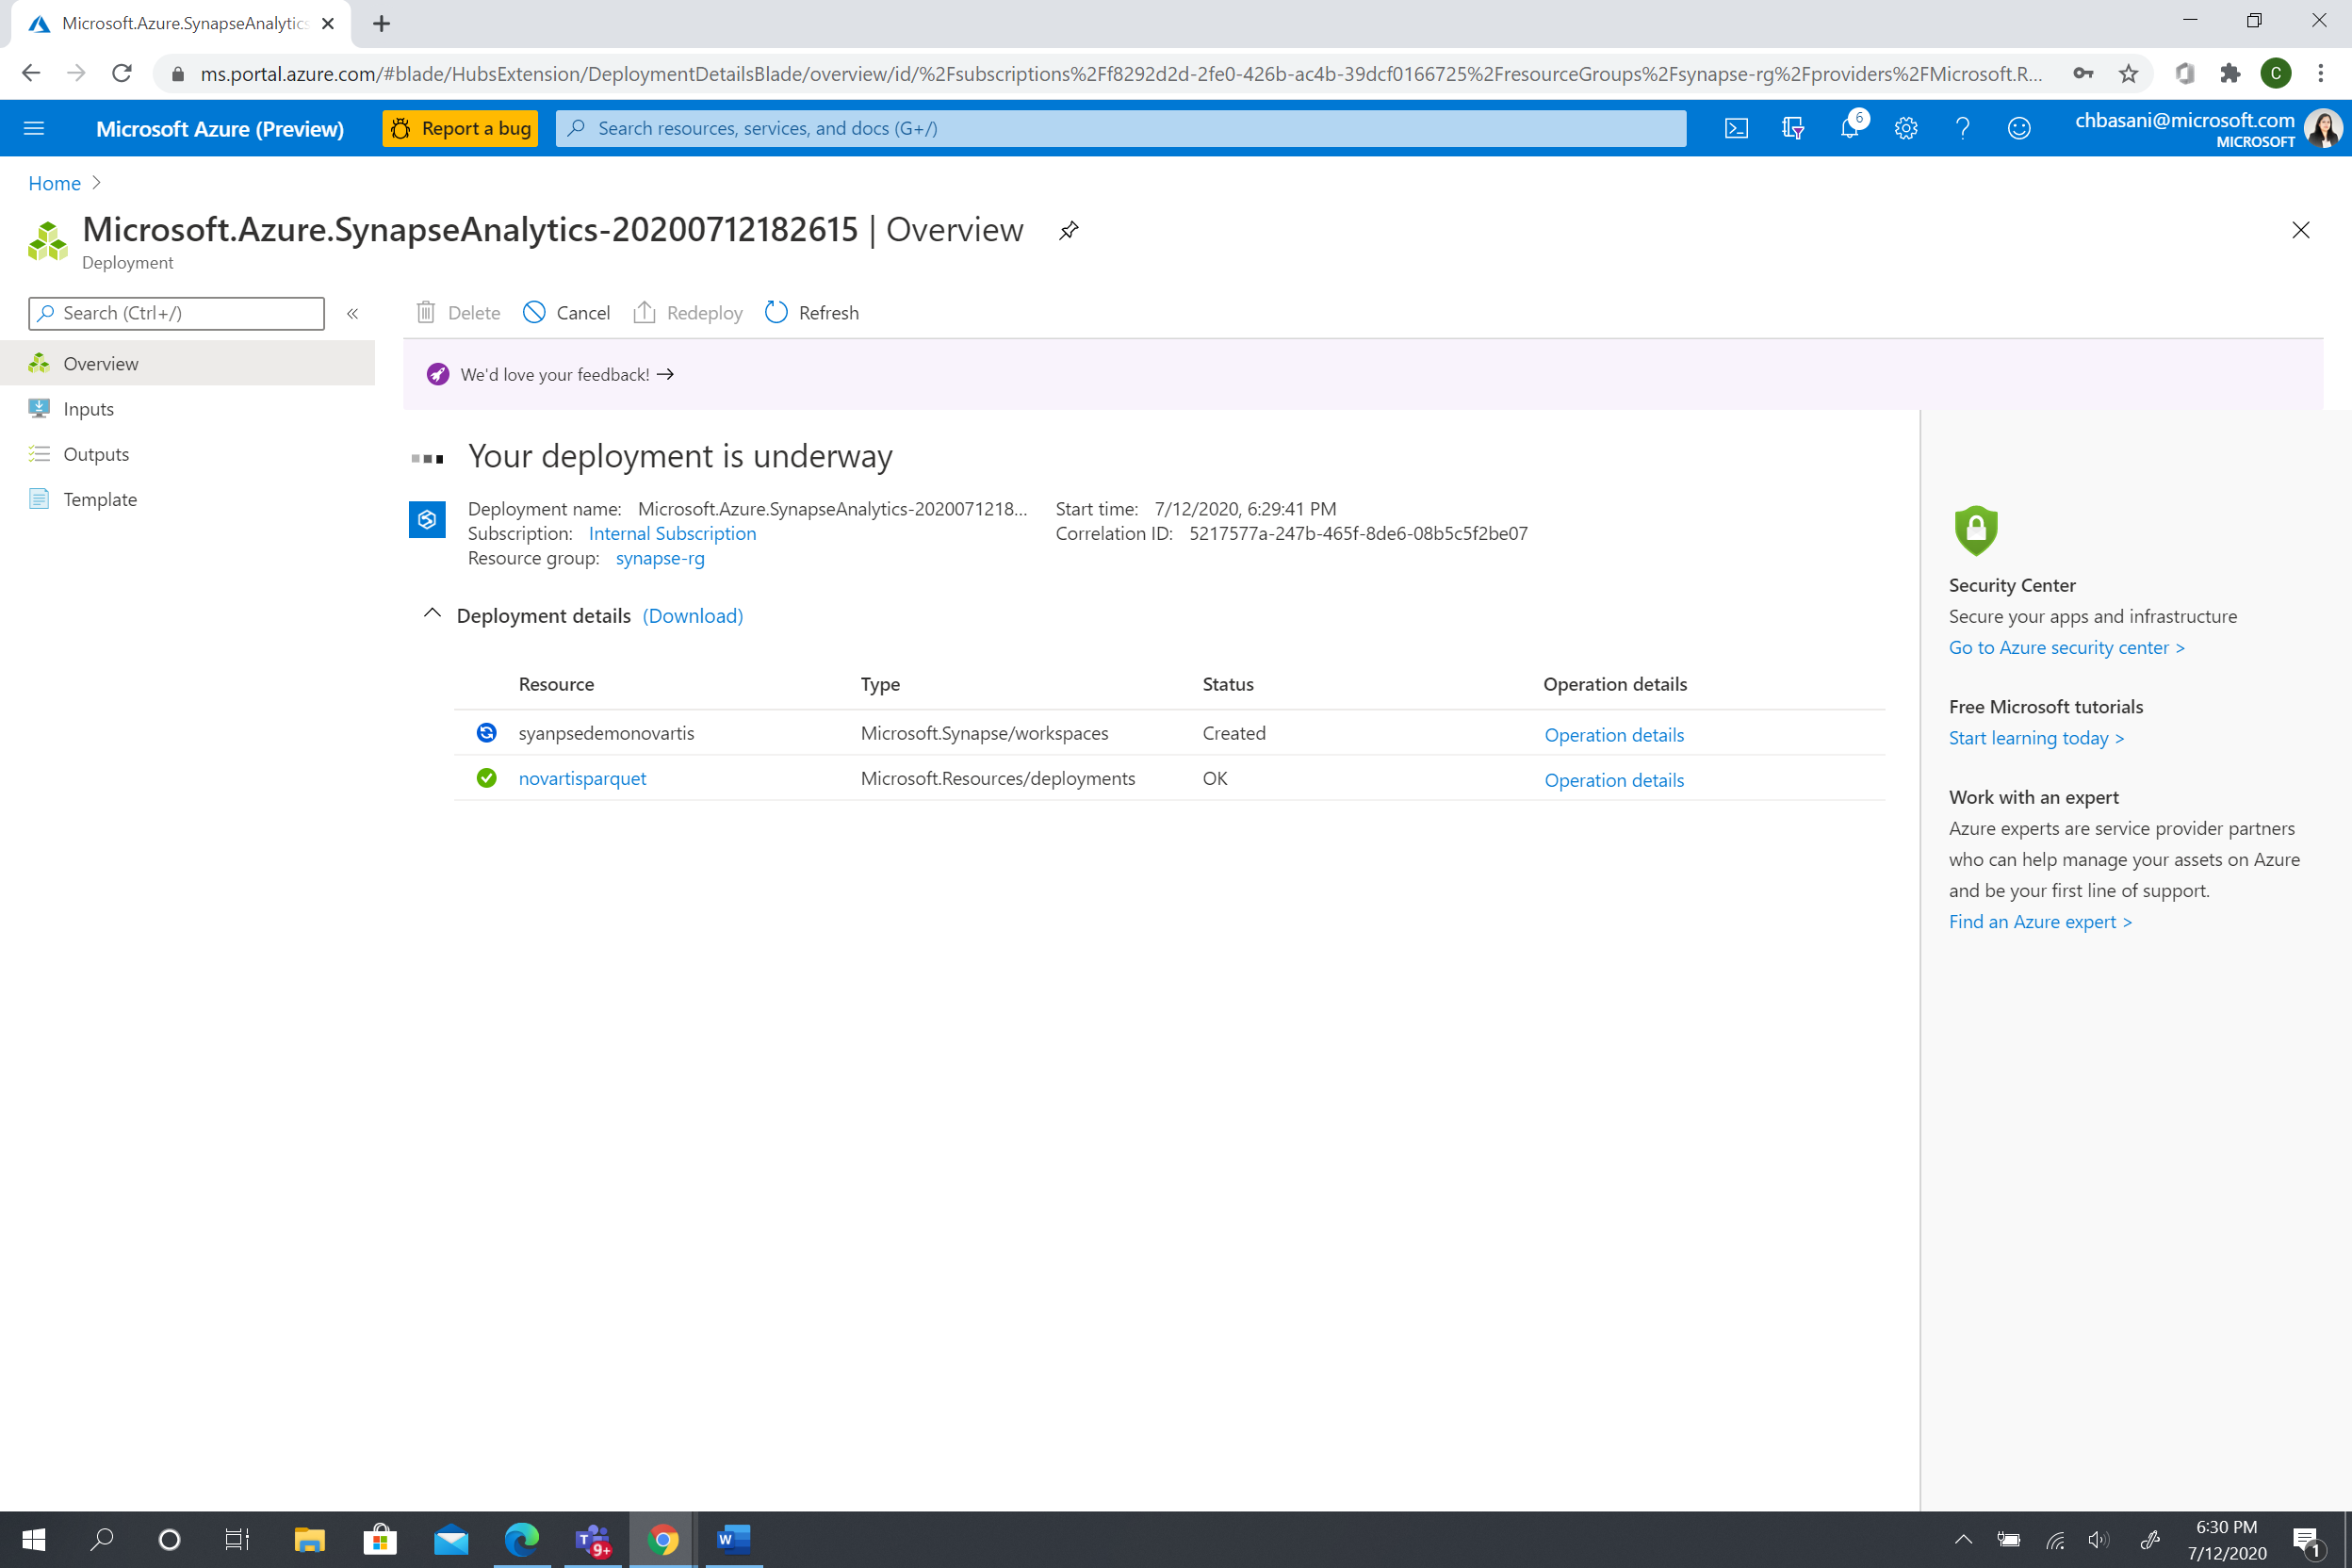 Microsoft.Azure.SynapseAnalytics
ms.portal.azure.com/#blade/HubsExtension/DeploymentDetailsBlade/overview/id/%2Fsubscriptions%2Ff8292d2d-2fe0-426b-ac4b-39dcf0166725%2FresourceGroups%2Fsynapse-rg%2Fproviders%2FMicrosoft.R...
C
Microsoft Azure (Preview)
Report a bug
Search resources, services, and docs (G+/)
6
chbasani@microsoft.com
MICROSOFT
Home
Microsoft.Azure.SynapseAnalytics-20200712182615 | Overview
Deployment
Search (Ctrl+/)
«
Delete
Cancel
Redeploy
Refresh
Overview
Inputs
Outputs
Template
We'd love your feedback! →
Your deployment is underway
Deployment name: Microsoft.Azure.SynapseAnalytics-2020071218...
Subscription: Internal Subscription
Resource group: synapse-rg
Start time: 7/12/2020, 6:29:41 PM
Correlation ID: 5217577a-247b-465f-8de6-08b5c5f2be07
Deployment details (Download)
Resource Type Status Operation details
syanpsedemonovartis Microsoft.Synapse/workspaces Created Operation details
novartisparquet Microsoft.Resources/deployments OK Operation details
Security Center
Secure your apps and infrastructure
Go to Azure security center >
Free Microsoft tutorials
Start learning today >
Work with an expert
Azure experts are service provider partners
who can help manage your assets on Azure
and be your first line of support.
Find an Azure expert >
T
9+
W
6:30 PM
7/12/2020
1